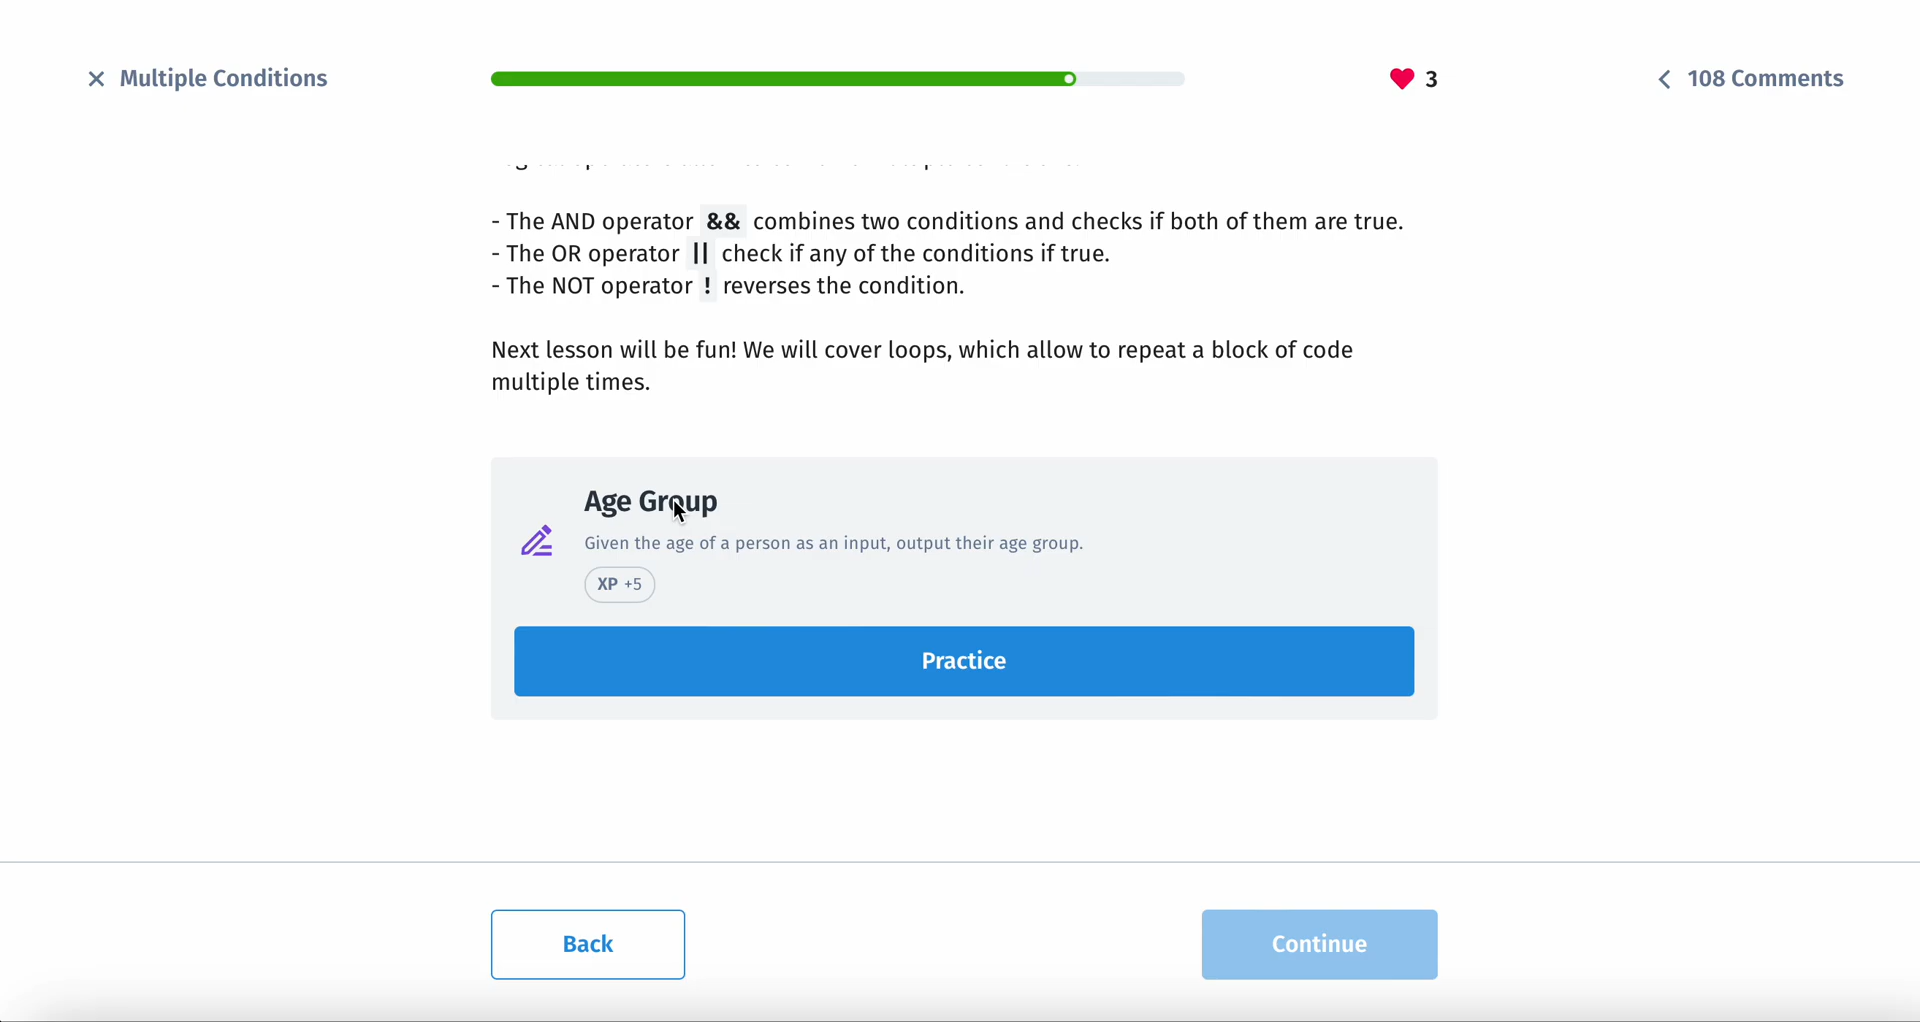 Multiple Conditions
3
108 Comments
- The AND operator && combines two conditions and checks if both of them are true.
- The OR operator || check if any of the conditions if true.
- The NOT operator ! reverses the condition.
Next lesson will be fun! We will cover loops, which allow to repeat a block of code
multiple times.
Age Group
Given the age of a person as an input, output their age group.
XP +5
Practice
Back
Continue